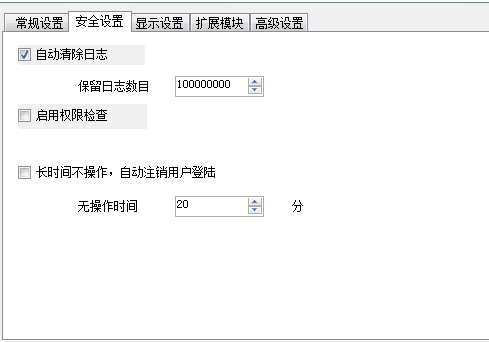 常规设置 安全设置 显示设置 扩展模块 高级设置
自动清除日志
保留日志数目 100000000
启用权限检查
长时间不操作，自动注销用户登陆
无操作时间 20 分